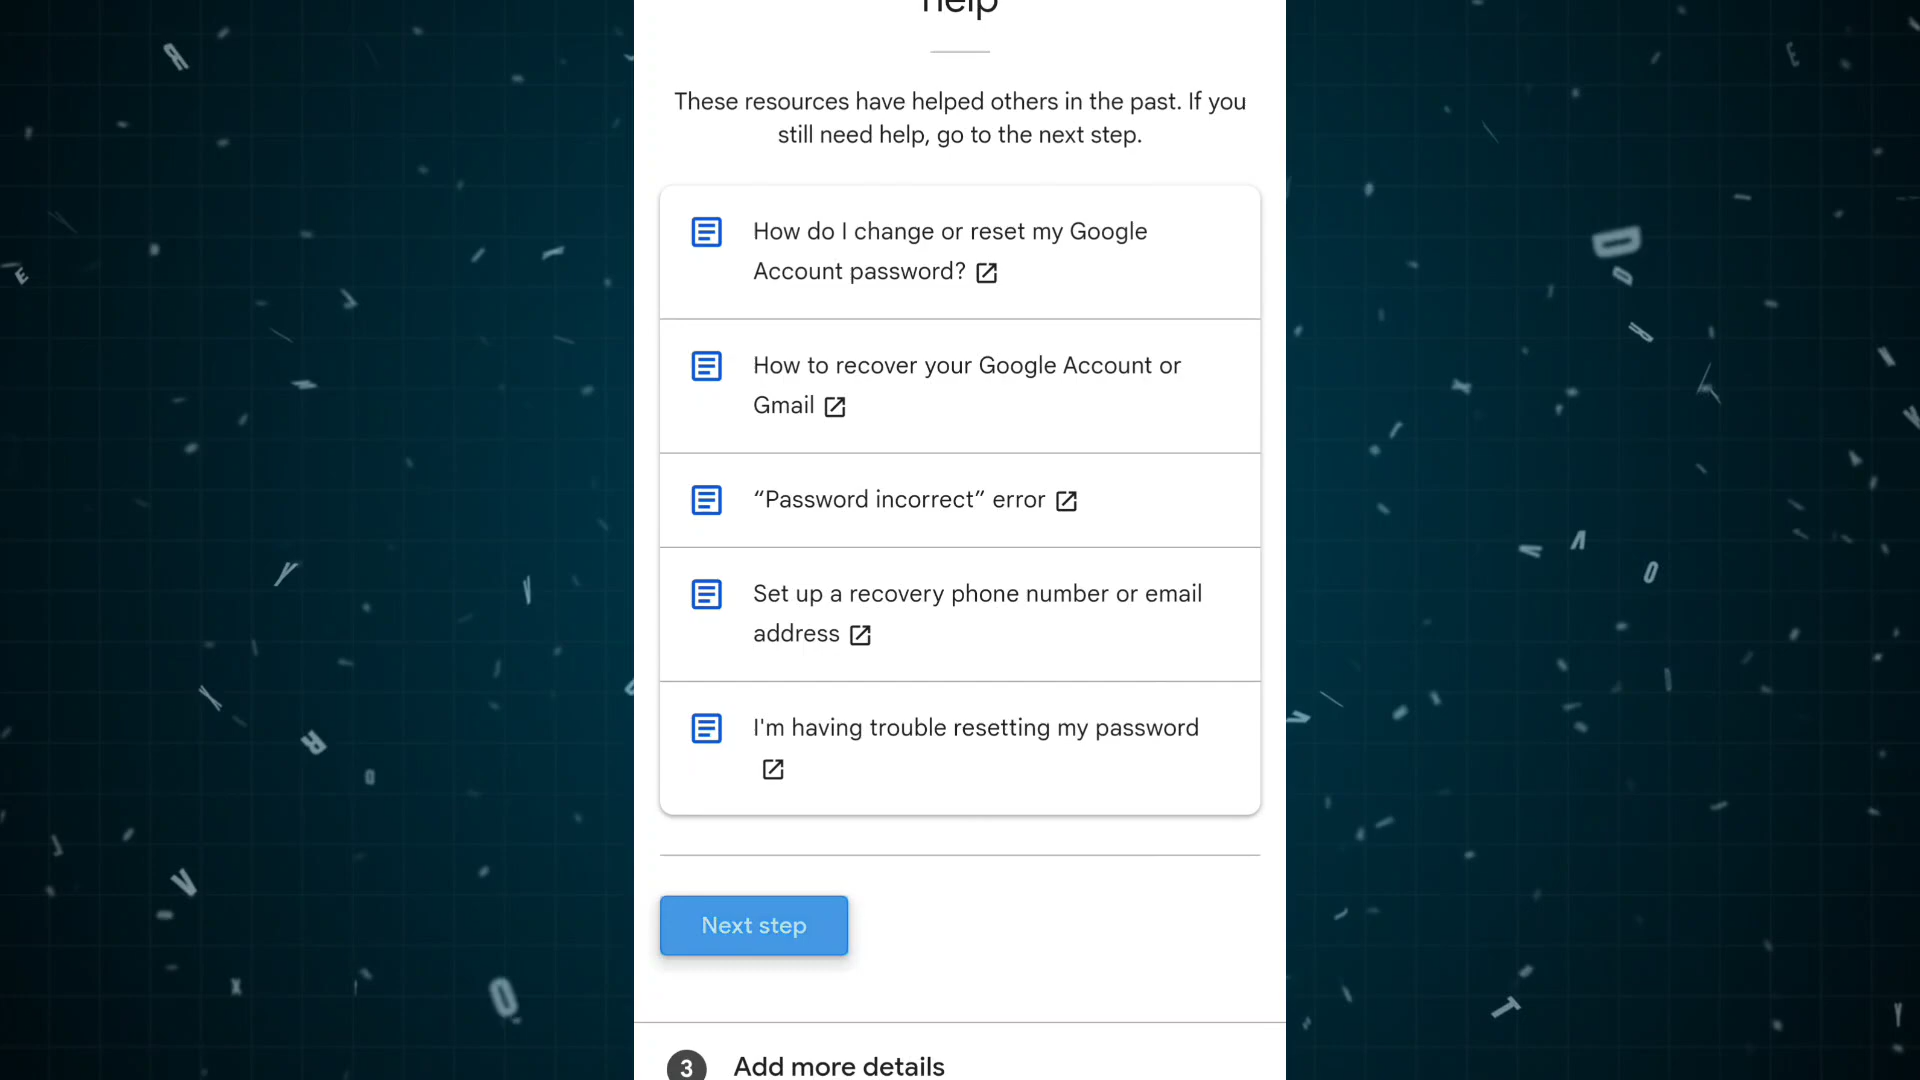 help
These resources have helped others in the past. If you
still need help, go to the next step.
How do I change or reset my Google
Account password?
How to recover your Google Account or
Gmail
“Password incorrect” error
Set up a recovery phone number or email
address
I'm having trouble resetting my password
Next step
3 Add more details